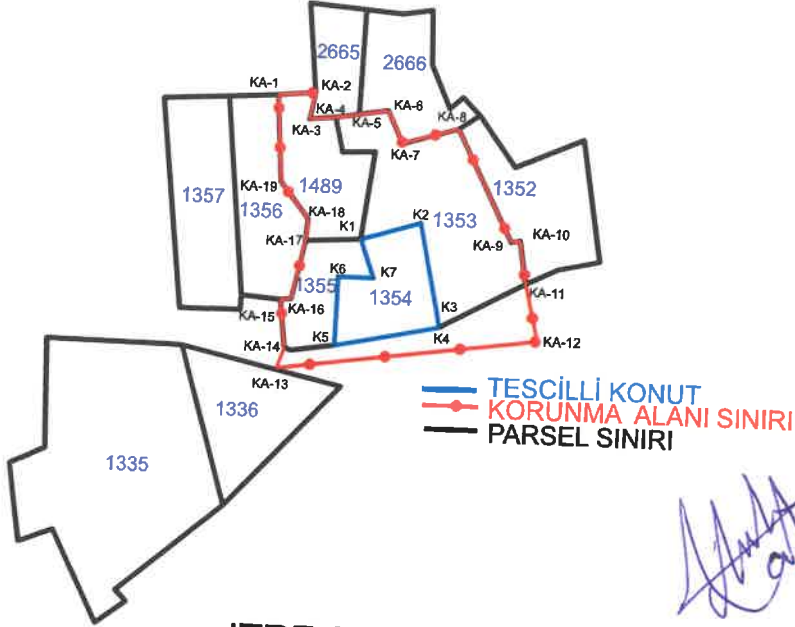 2665
2666
KA-1
KA-2
KA-3
KA-4
KA-5
KA-6
KA-7
KA-8
1357
1356
KA-19
1489
KA-18
K1
KA-17
K2
1353
1352
KA-9
KA-10
K6
K7
1355
1354
K3
KA-11
KA-15
KA-16
KA-14
K5
K4
KA-12
KA-13
1336
1335
TESCİLLİ KONUT
KORUNMA ALANI SINIRI
PARSEL SINIRI